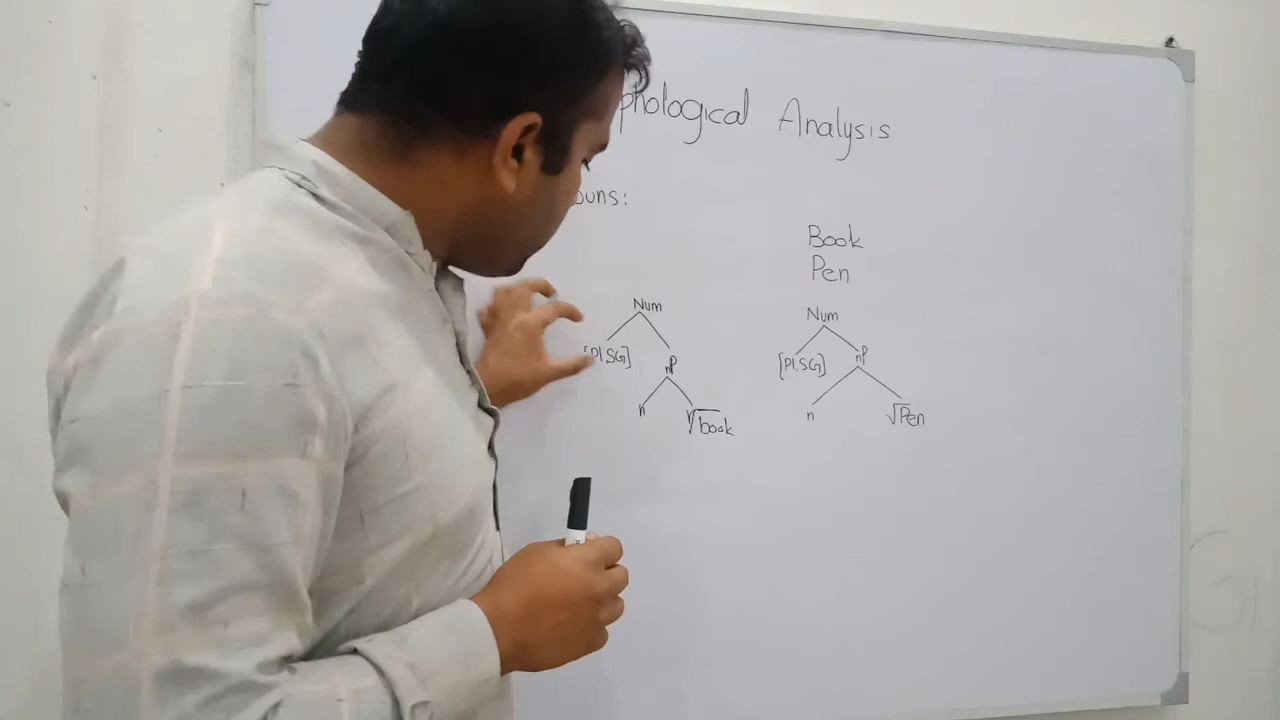 phological Analysis
ouns:
Book
Pen
Num Num
[Pl,SG] nP [Pl,SG] nP
n √book n √Pen